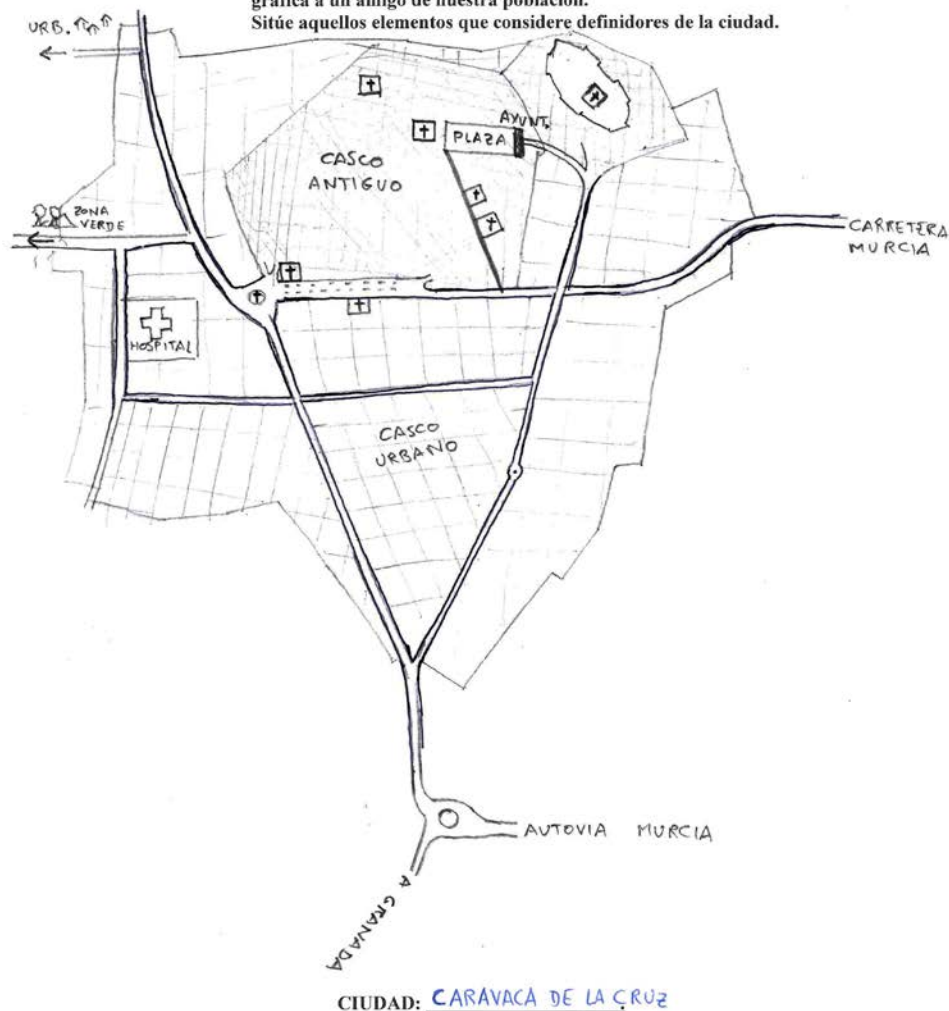 gráfica a un amigo de nuestra población.
Sitúe aquellos elementos que considere definidores de la ciudad.
URB.
AYUNT.
PLAZA
CASCO
ANTIGUO
ZONA
VERDE
CARRETERA
MURCIA
HOSPITAL
CASCO
URBANO
AUTOVIA MURCIA
A GRANADA
CIUDAD: CARAVACA DE LA CRUZ.